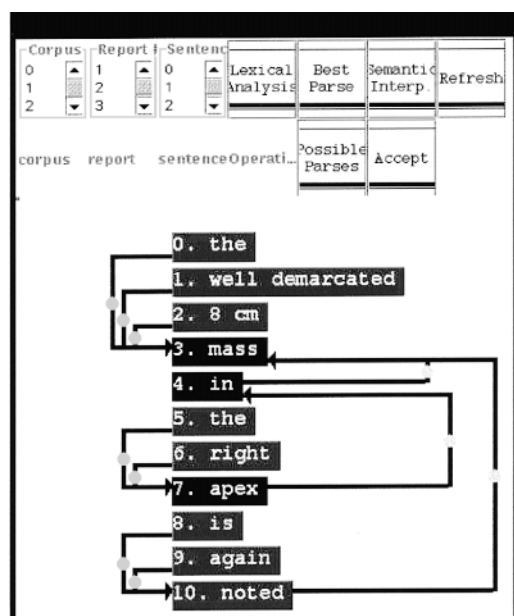 Corpus Report # Sentenc
0 1 0 Lexical Best Semantic Refresh
1 2 1 Analysis Parse Interp.
2 3 2
corpus report sentence Operati... Possible Accept
Parses
0. the
1. well demarcated
2. 8 cm
3. mass
4. in
5. the
6. right
7. apex
8. is
9. again
10. noted